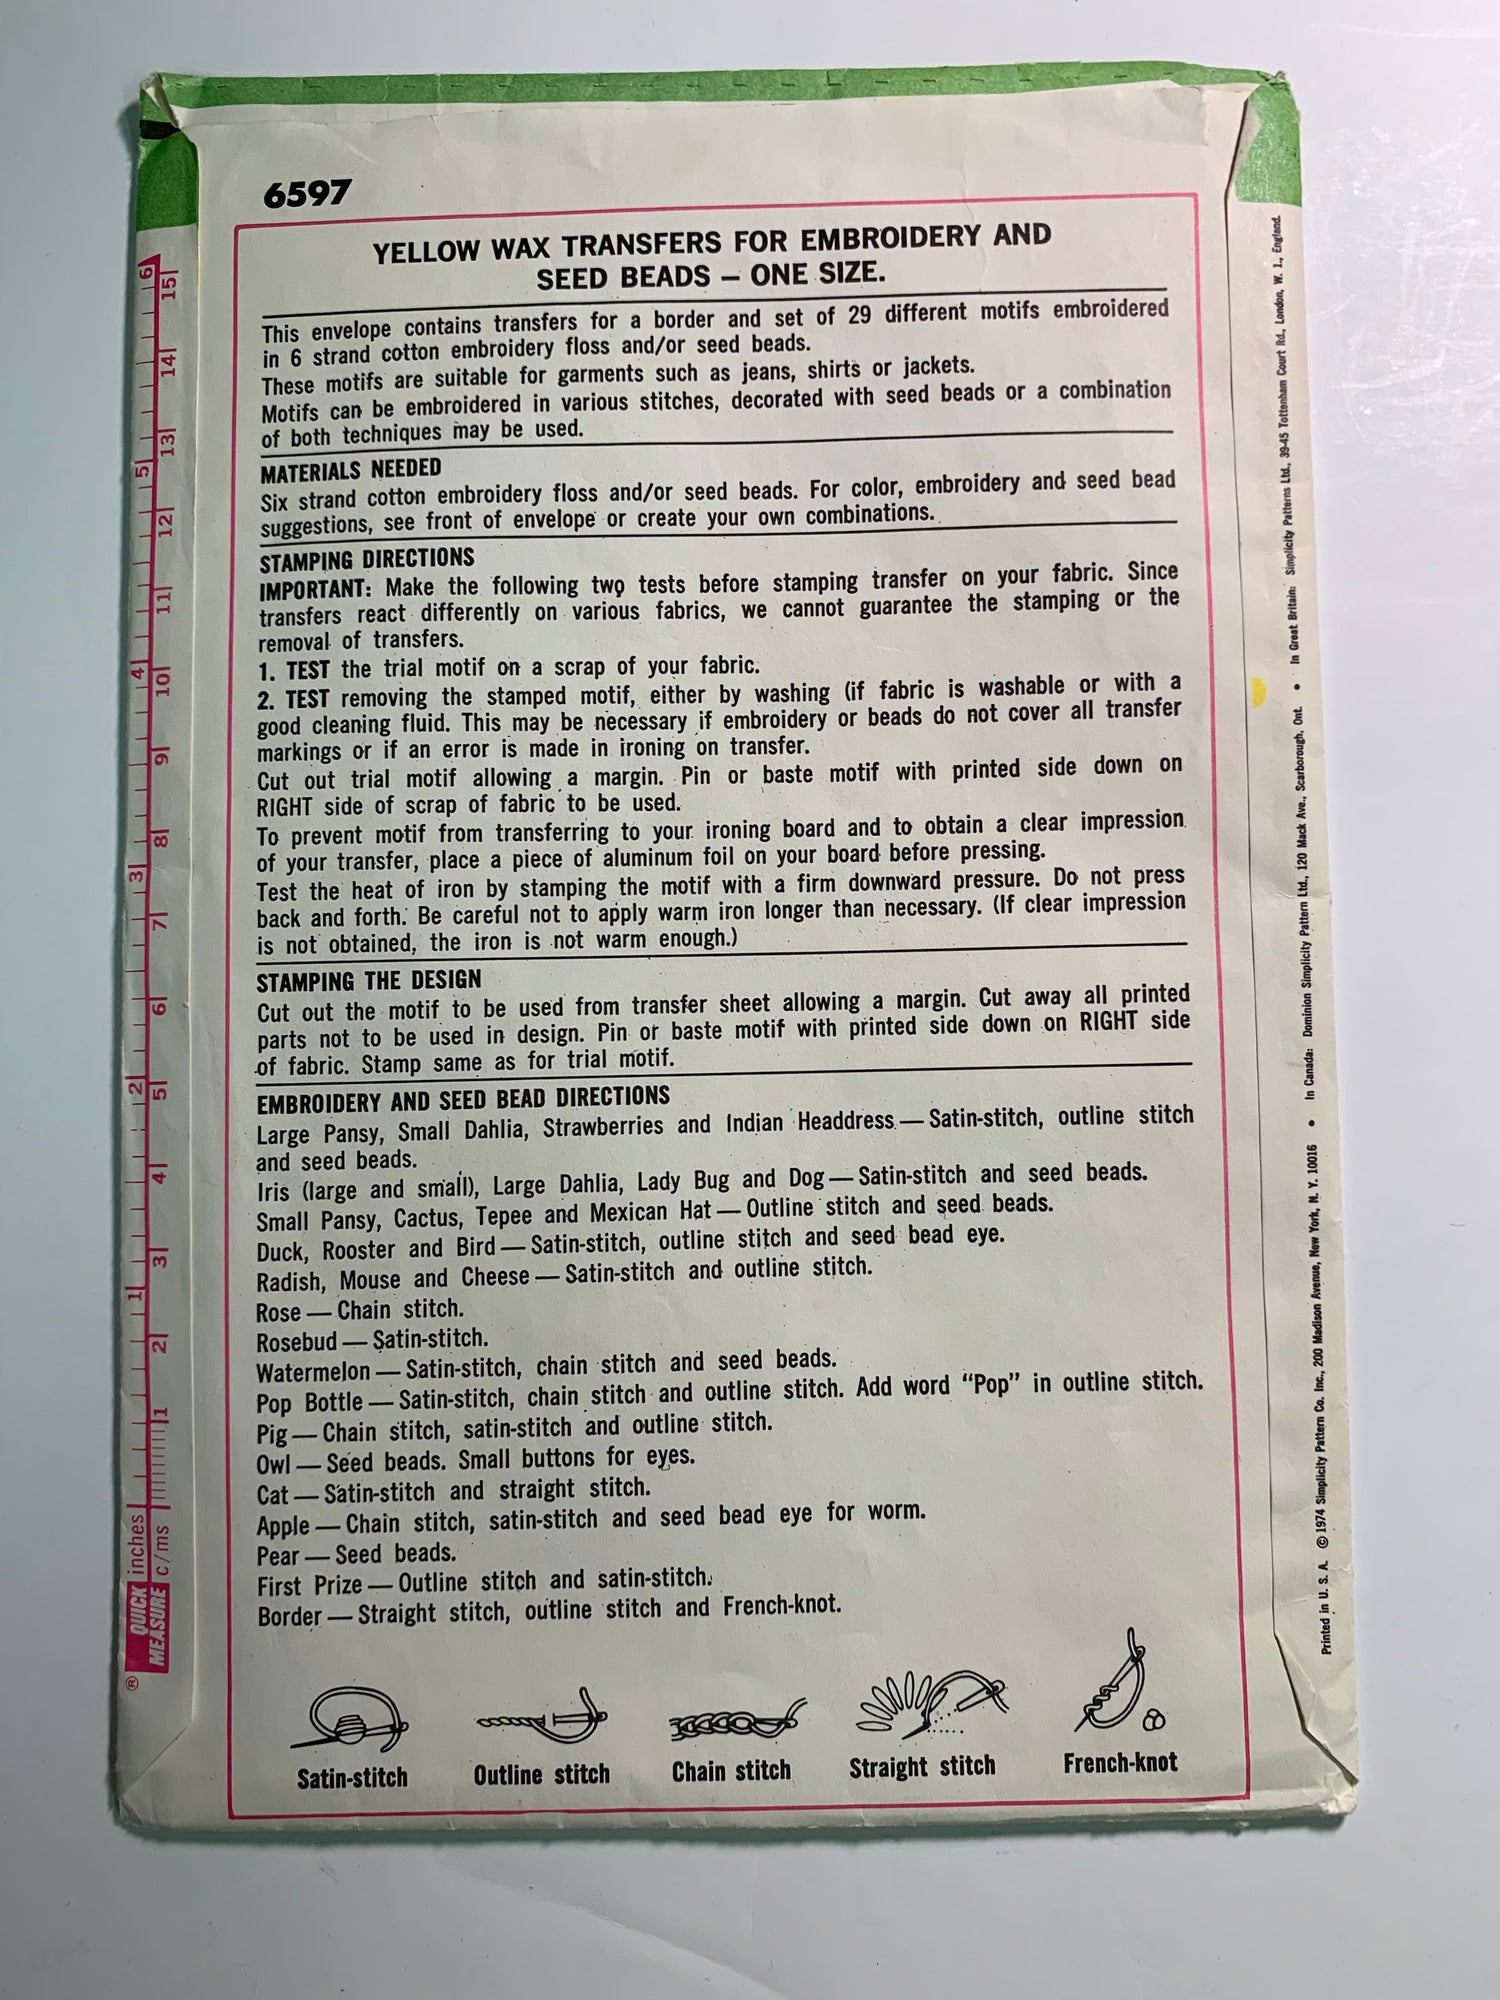 6597
YELLOW WAX TRANSFERS FOR EMBROIDERY AND
SEED BEADS — ONE SIZE.
This envelope contains transfers for a border and set of 29 different motifs embroidered
in 6 strand cotton embroidery floss and/or seed beads.
These motifs are suitable for garments such as jeans, shirts or jackets.
Motifs can be embroidered in various stitches, decorated with seed beads or a combination
of both techniques may be used.
MATERIALS NEEDED
Six strand cotton embroidery floss and/or seed beads. For color, embroidery and seed bead
suggestions, see front of envelope or create your own combinations.
STAMPING DIRECTIONS
IMPORTANT: Make the following two tests before stamping transfer on your fabric. Since
transfers react differently on various fabrics, we cannot guarantee the stamping or the
removal of transfers.
1. TEST the trial motif on a scrap of your fabric.
2. TEST removing the stamped motif, either by washing (if fabric is washable or with a
good cleaning fluid. This may be necessary if embroidery or beads do not cover all transfer
markings or if an error is made in ironing on transfer.
Cut out trial motif allowing a margin. Pin or baste motif with printed side down on
RIGHT side of scrap of fabric to be used.
To prevent motif from transferring to your ironing board and to obtain a clear impression
of your transfer, place a piece of aluminum foil on your board before pressing.
Test the heat of iron by stamping the motif with a firm downward pressure. Do not press
back and forth. Be careful not to apply warm iron longer than necessary. (If clear impression
is not obtained, the iron is not warm enough.)
STAMPING THE DESIGN
Cut out the motif to be used from transfer sheet allowing a margin. Cut away all printed
parts not to be used in design. Pin or baste motif with printed side down on RIGHT side
of fabric. Stamp same as for trial motif.
EMBROIDERY AND SEED BEAD DIRECTIONS
Large Pansy, Small Dahlia, Strawberries and Indian Headdress — Satin-stitch, outline stitch
and seed beads.
Iris (large and small), Large Dahlia, Lady Bug and Dog — Satin-stitch and seed beads.
Small Pansy, Cactus, Tepee and Mexican Hat — Outline stitch and seed beads.
Duck, Rooster and Bird — Satin-stitch, outline stitch and seed bead eye.
Radish, Mouse and Cheese — Satin-stitch and outline stitch.
Rose — Chain stitch.
Rosebud — Satin-stitch.
Watermelon — Satin-stitch, chain stitch and seed beads.
Pop Bottle — Satin-stitch, chain stitch and outline stitch. Add word “Pop” in outline stitch.
Pig — Chain stitch, satin-stitch and outline stitch.
Owl — Seed beads. Small buttons for eyes.
Cat — Satin-stitch and straight stitch.
Apple — Chain stitch, satin-stitch and seed bead eye for worm.
Pear — Seed beads.
First Prize — Outline stitch and satin-stitch.
Border — Straight stitch, outline stitch and French-knot.
Satin-stitch
Outline stitch
Chain stitch
Straight stitch
French-knot
® QUICK MEASURE
inches 1 2 3 4 5 6
c/ms 1 2 3 4 5 6 7 8 9 10 11 12 13 14 15
Printed in U. S. A. © 1974 Simplicity Pattern Co. Inc., 200 Madison Avenue, New York, N. Y. 10016 • In Canada: Dominion Simplicity Pattern Ltd., 120 Mack Ave., Scarborough, Ont. • In Great Britain: Simplicity Patterns Ltd., 39-45 Tottenham Court Rd., London, W. 1., England.